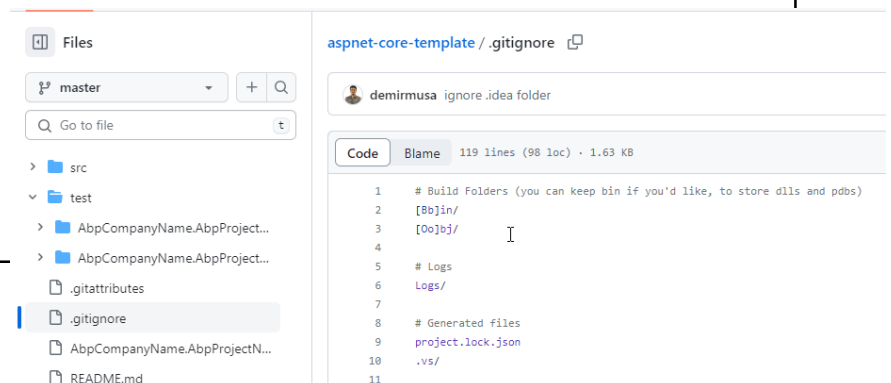 Files
master
Go to file
t
src
test
AbpCompanyName.AbpProject...
AbpCompanyName.AbpProject...
.gitattributes
.gitignore
AbpCompanyName.AbpProjectN...
README.md
aspnet-core-template / .gitignore
demirmusa ignore .idea folder
Code Blame 119 lines (98 loc) · 1.63 KB
1 # Build Folders (you can keep bin if you'd like, to store dlls and pdbs)
2 [Bb]in/
3 [Oo]bj/
4
5 # Logs
6 Logs/
7
8 # Generated files
9 project.lock.json
10 .vs/
11